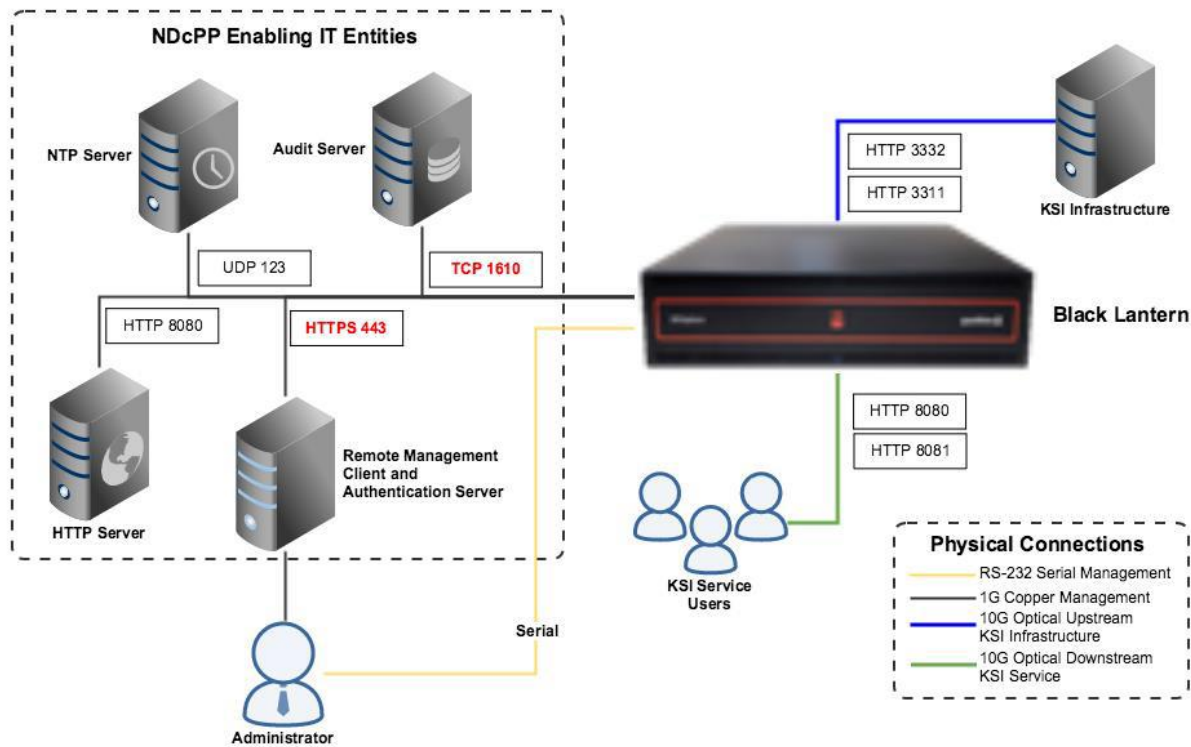 NDcPP Enabling IT Entities
NTP Server
Audit Server
HTTP 3332
HTTP 3311
KSI Infrastructure
UDP 123
TCP 1610
HTTP 8080
HTTPS 443
Black Lantern
HTTP 8080
HTTP 8081
Remote Management
Client and
Authentication Server
HTTP Server
KSI Service
Users
Serial
Administrator
Physical Connections
RS-232 Serial Management
1G Copper Management
10G Optical Upstream
KSI Infrastructure
10G Optical Downstream
KSI Service